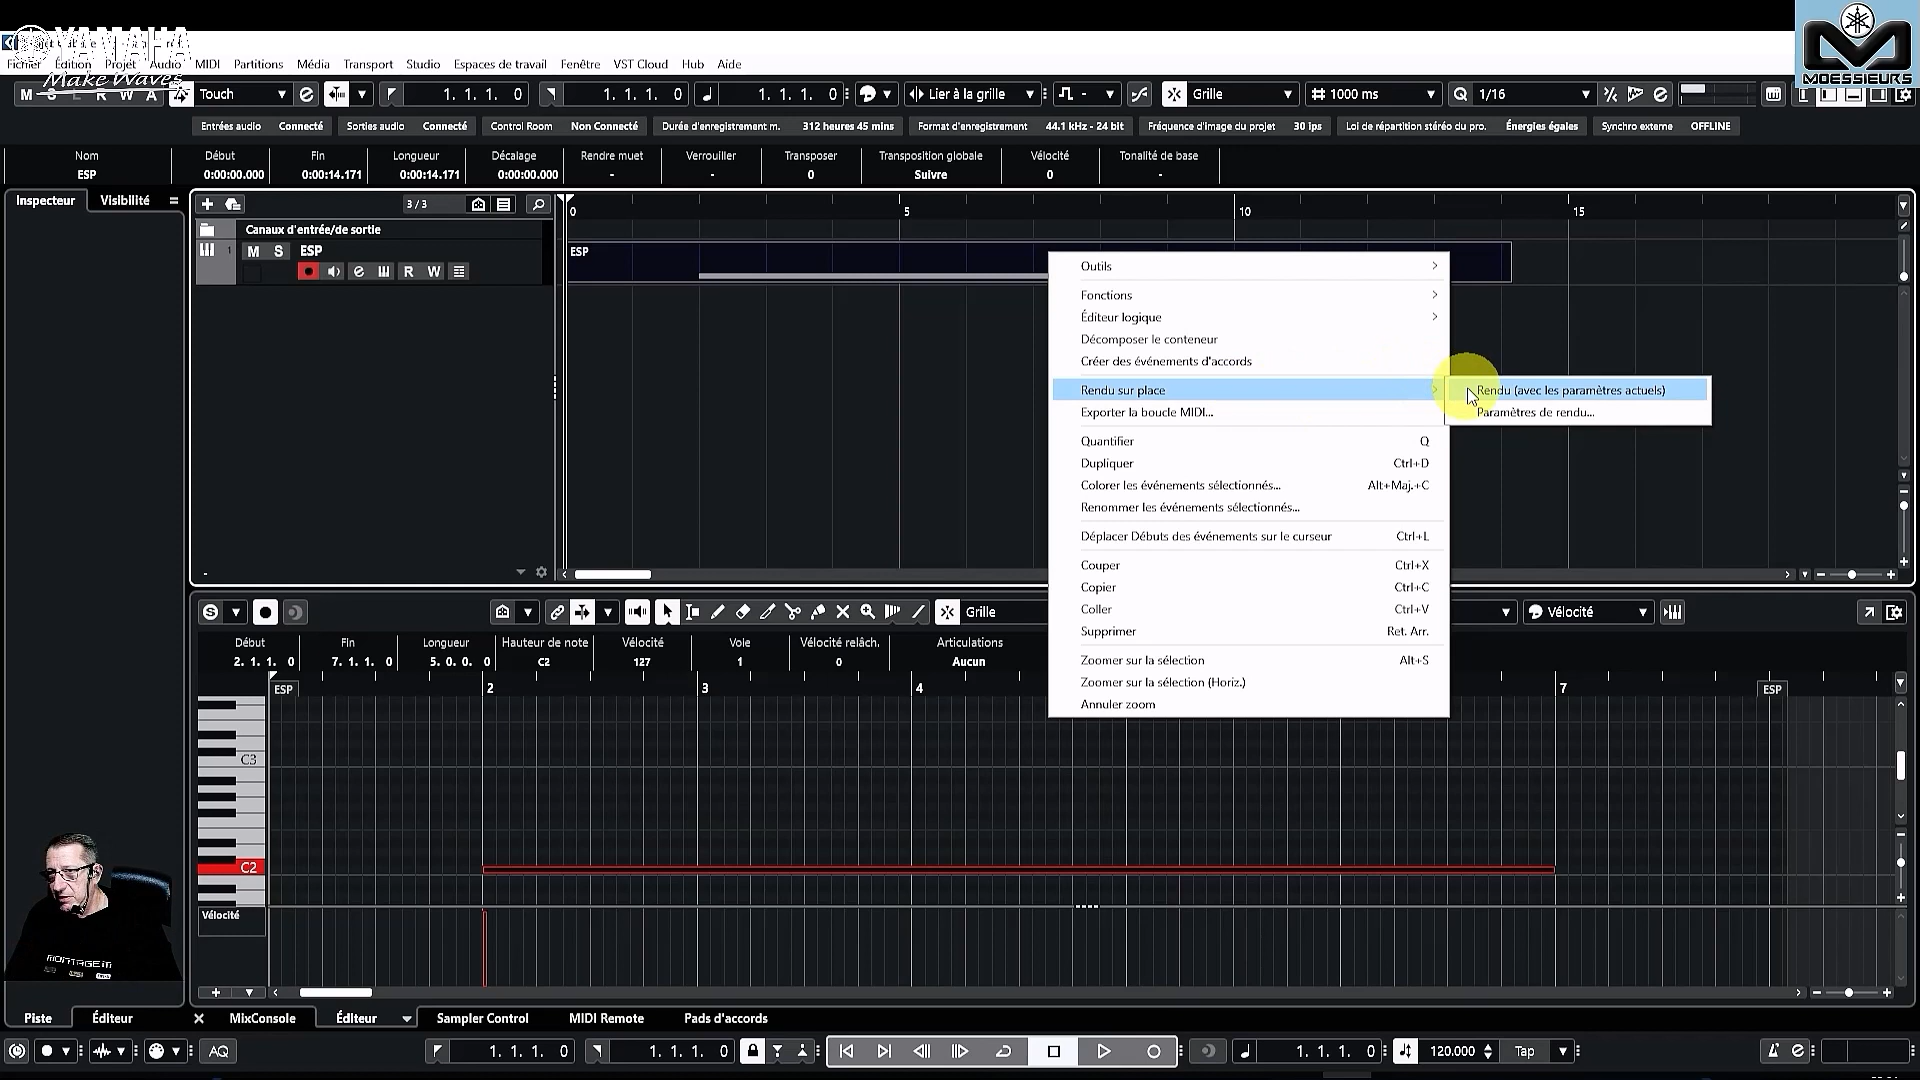 YAMAHA
Make Waves
MOESSIEURS
Fichier Édition Projet Audio MIDI Partitions Média Transport Studio Espaces de travail Fenêtre VST Cloud Hub Aide
M S L R W A Touch 1. 1. 1. 0 1. 1. 1. 0 1. 1. 1. 0 Lier à la grille - Grille 1000 ms Q 1/16
Entrées audio Connecté Sorties audio Connecté Control Room Non Connecté Durée d'enregistrement m. 312 heures 45 mins Format d'enregistrement 44.1 kHz - 24 bit Fréquence d'image du projet 30 ips Loi de répartition stéréo du pro. Énergies égales Synchro externe OFFLINE
Nom Début Fin Longueur Décalage Rendre muet Verrouiller Transposer Transposition globale Vélocité Tonalité de base
ESP 0:00:00.000 0:00:14.171 0:00:14.171 0:00:00.000 - - 0 Suivre 0 -
Inspecteur Visibilité
3 / 3
0 5 10 15
Canaux d'entrée/de sortie
1 M S ESP
R W
ESP
Outils
Fonctions
Éditeur logique
Décomposer le conteneur
Créer des événements d'accords
Rendu sur place
Rendu (avec les paramètres actuels)
Exporter la boucle MIDI...
Paramètres de rendu...
Quantifier Q
Dupliquer Ctrl+D
Colorer les événements sélectionnés... Alt+Maj.+C
Renommer les événements sélectionnés...
Déplacer Débuts des événements sur le curseur Ctrl+L
Couper Ctrl+X
Copier Ctrl+C
Coller Ctrl+V
Supprimer Ret. Arr.
Zoomer sur la sélection Alt+S
Zoomer sur la sélection (Horiz.)
Annuler zoom
S Grille Vélocité
Début Fin Longueur Hauteur de note Vélocité Voie Vélocité relâch. Articulations
2. 1. 1. 0 7. 1. 1. 0 5. 0. 0. 0 C2 127 1 0 Aucun
ESP 2 3 4 7 ESP
C3
C2
Vélocité
MONTAGE M
Piste Éditeur MixConsole Éditeur Sampler Control MIDI Remote Pads d'accords
AQ 1. 1. 1. 0 1. 1. 1. 0 1. 1. 1. 0 120.000 Tap